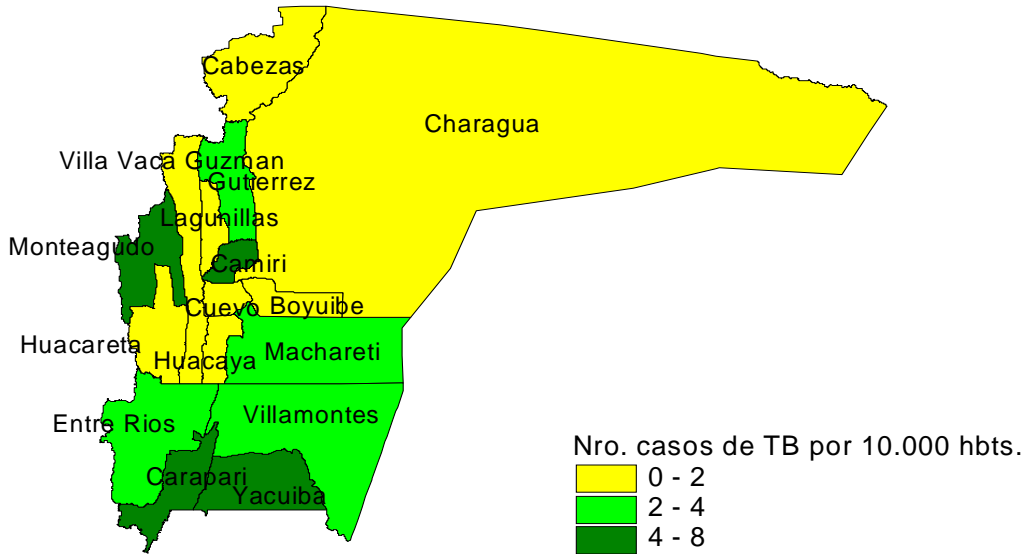 Cabezas
Charagua
Villa Vaca Guzman
Gutierrez
Lagunillas
Monteagudo
Camiri
Cuevo
Boyuibe
Huacareta
Huacaya
Machareti
Entre Rios
Villamontes
Carapari
Yacuiba
Nro. casos de TB por 10.000 hbts.
0 - 2
2 - 4
4 - 8